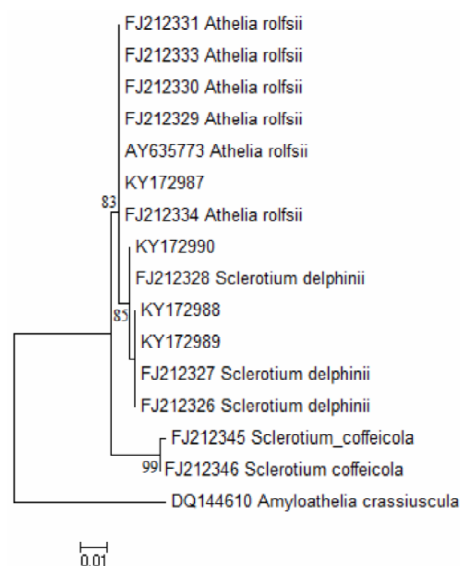 FJ212331 Athelia rolfsii
FJ212333 Athelia rolfsii
FJ212330 Athelia rolfsii
FJ212329 Athelia rolfsii
AY635773 Athelia rolfsii
KY172987
83
FJ212334 Athelia rolfsii
KY172990
FJ212328 Sclerotium delphinii
85
KY172988
KY172989
FJ212327 Sclerotium delphinii
FJ212326 Sclerotium delphinii
FJ212345 Sclerotium_coffeicola
99
FJ212346 Sclerotium coffeicola
DQ144610 Amyloathelia crassiuscula
0.01